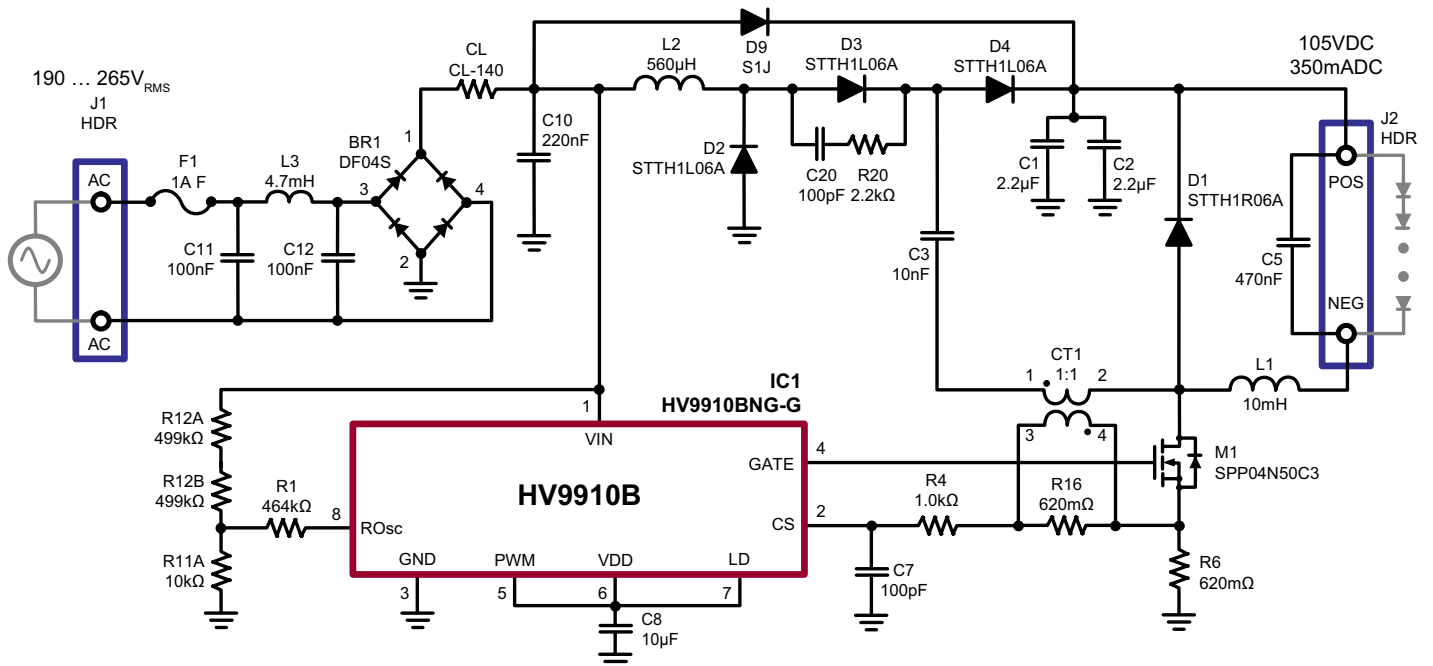 190 … 265VRMS
J1
HDR
AC
AC
F1
1A F
L3
4.7mH
C11
100nF
C12
100nF
BR1
DF04S
1
2
3
4
CL
CL-140
C10
220nF
L2
560µH
D9
S1J
D2
STTH1L06A
D3
STTH1L06A
C20
100pF
R20
2.2kΩ
D4
STTH1L06A
C3
10nF
C1
2.2µF
C2
2.2µF
D1
STTH1R06A
105VDC
350mADC
J2
HDR
POS
NEG
C5
470nF
L1
10mH
CT1
1:1
1
2
3
4
M1
SPP04N50C3
R12A
499kΩ
R12B
499kΩ
R11A
10kΩ
R1
464kΩ
IC1
HV9910BNG-G
1
VIN
HV9910B
GATE
4
CS
2
8
ROsc
GND
3
PWM
5
VDD
6
LD
7
C8
10µF
C7
100pF
R4
1.0kΩ
R16
620mΩ
R6
620mΩ